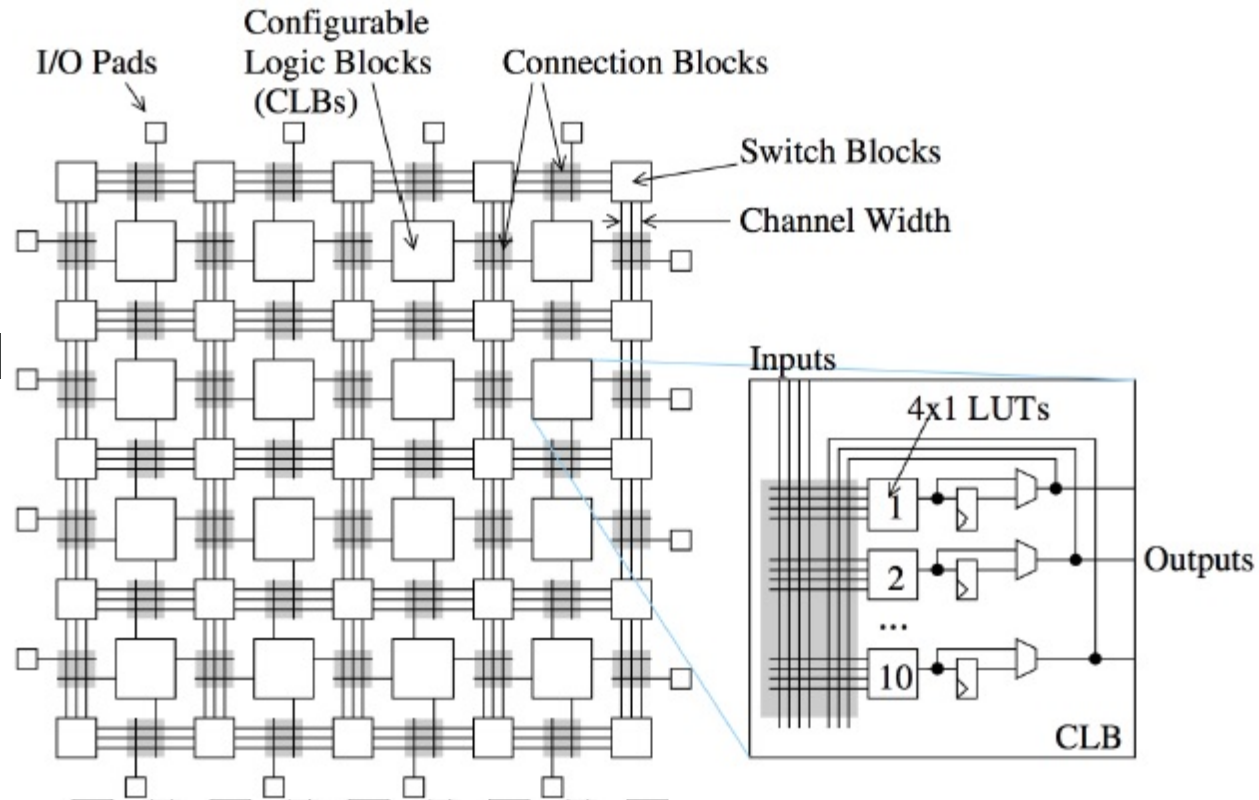 Configurable
Logic Blocks
(CLBs)
I/O Pads
Connection Blocks
Switch Blocks
Channel Width
Inputs
4x1 LUTs
1
2
...
10
Outputs
CLB